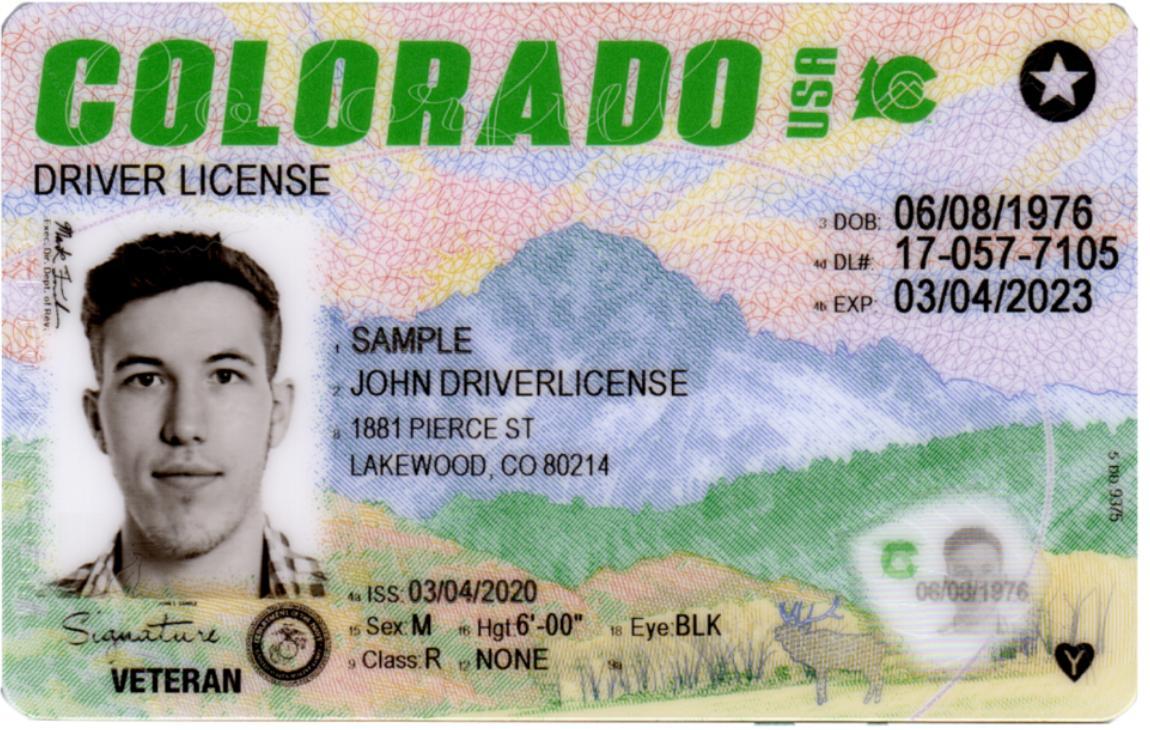 COLORADO USA C
DRIVER LICENSE
3 DOB: 06/08/1976
4d DL#: 17-057-7105
4b EXP: 03/04/2023
1 SAMPLE
2 JOHN DRIVERLICENSE
8 1881 PIERCE ST
LAKEWOOD, CO 80214
5 DD 93/5
Exec. Dir. Dept. of Rev.
C
06/08/1976
4a ISS: 03/04/2020
15 Sex: M 16 Hgt: 6'-00" 18 Eye: BLK
9 Class: R 12 NONE 9a
Signature
VETERAN
Y